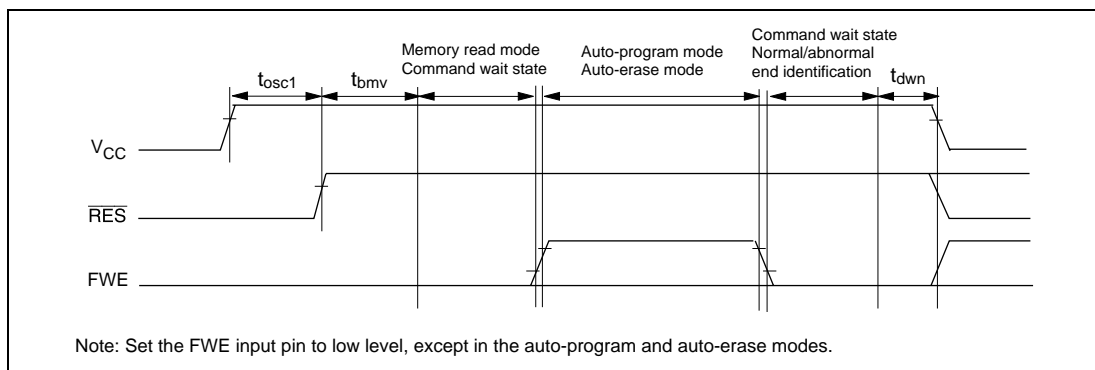 Memory read mode
Command wait state
Auto-program mode
Auto-erase mode
Command wait state
Normal/abnormal
end identification
tosc1
tbmv
tdwn
VCC
RES
FWE
Note: Set the FWE input pin to low level, except in the auto-program and auto-erase modes.